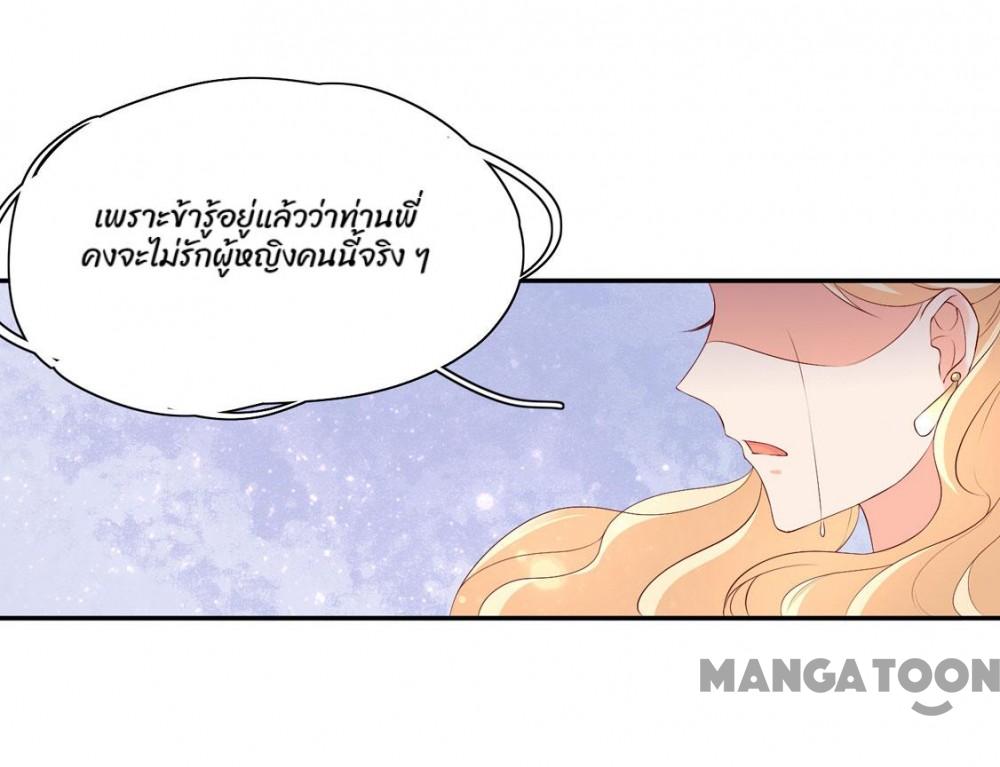 เพราะข้ารู้อยู่แล้วว่าท่านพี่
คงจะไม่รักผู้หญิงคนนี้จริง ๆ
MANGATOON